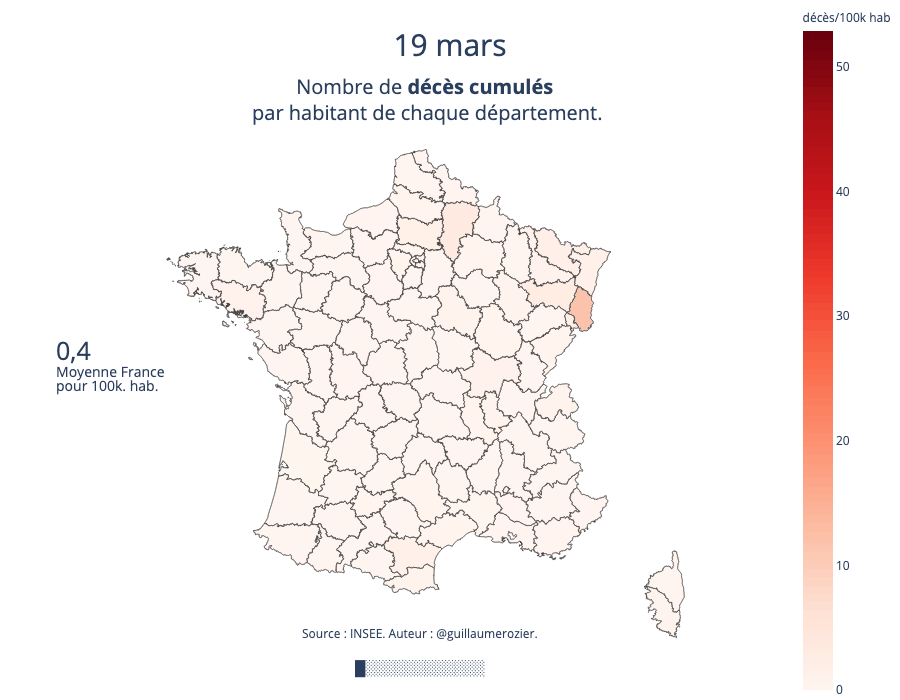 décès/100k hab
19 mars
Nombre de décès cumulés
par habitant de chaque département.
50
40
30
20
10
0
0,4
Moyenne France
pour 100k. hab.
Source : INSEE. Auteur : @guillaumerozier.